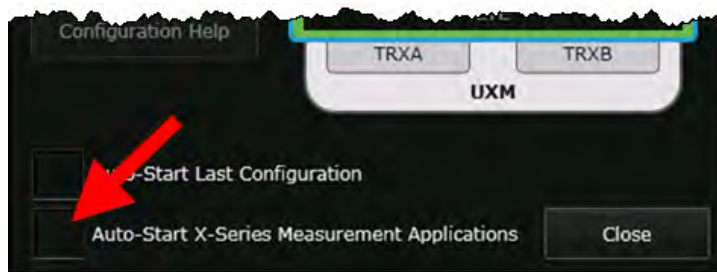 Configuration Help
TRXA
TRXB
UXM
-Start Last Configuration
Auto-Start X-Series Measurement Applications
Close